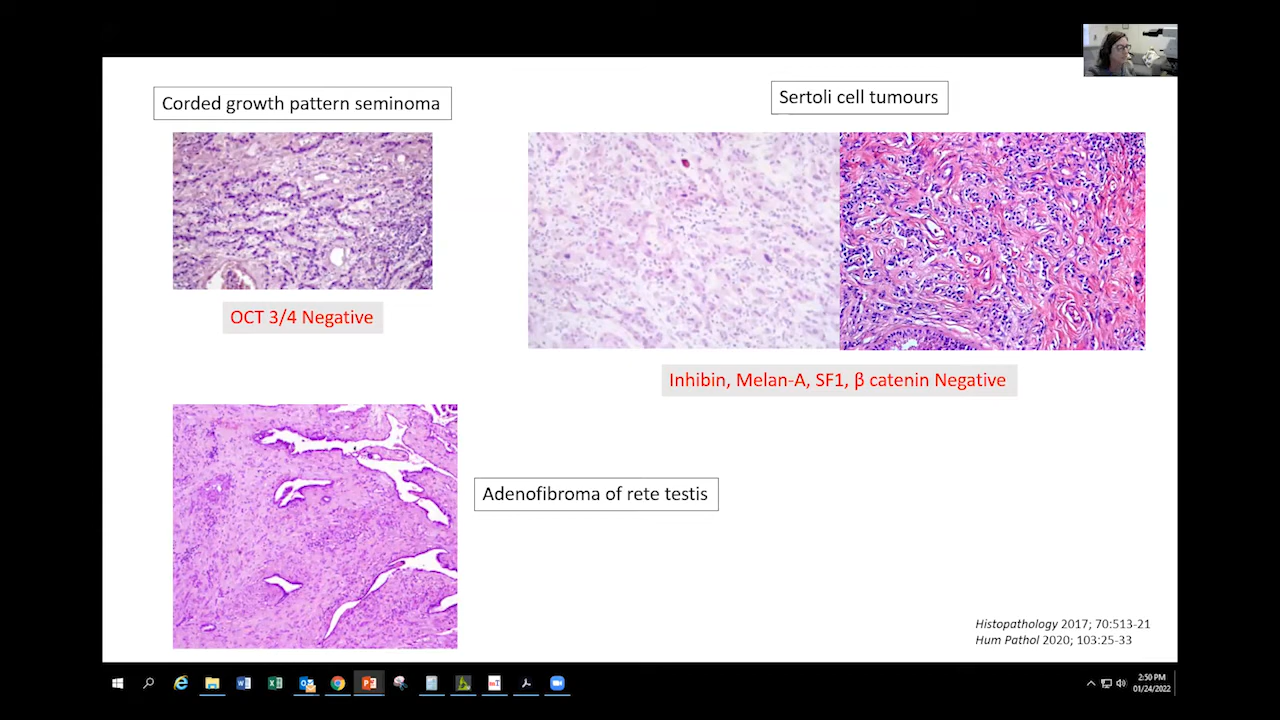 Corded growth pattern seminoma
Sertoli cell tumours
OCT 3/4 Negative
Inhibin, Melan-A, SF1, β catenin Negative
Adenofibroma of rete testis
Histopathology 2017; 70:513-21
Hum Pathol 2020; 103:25-33
2:50 PM
01/24/2022